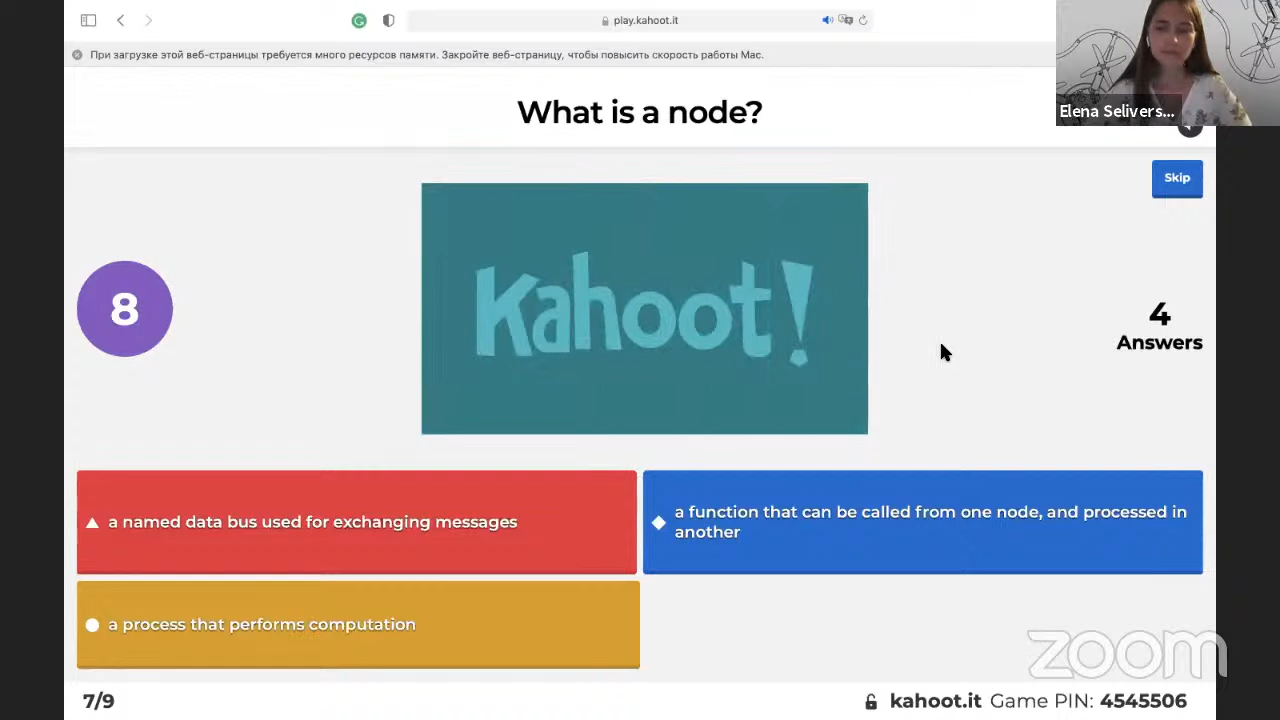 play.kahoot.it
При загрузке этой веб-страницы требуется много ресурсов памяти. Закройте веб-страницу, чтобы повысить скорость работы Mac.
What is a node?
Elena Selivers...
Skip
Kahoot!
8
4
Answers
a named data bus used for exchanging messages
a function that can be called from one node, and processed in
another
a process that performs computation
zoom
7/9
kahoot.it Game PIN: 4545506